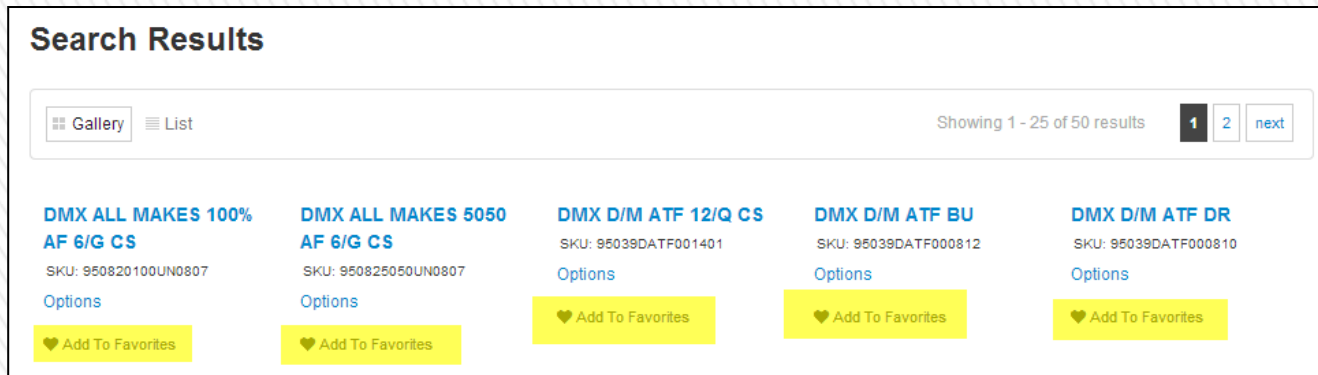 Search Results
Gallery List Showing 1 - 25 of 50 results 1 2 next
DMX ALL MAKES 100%
AF 6/G CS
SKU: 950820100UN0807
Options
Add To Favorites
DMX ALL MAKES 5050
AF 6/G CS
SKU: 950825050UN0807
Options
Add To Favorites
DMX D/M ATF 12/Q CS
SKU: 95039DATF001401
Options
Add To Favorites
DMX D/M ATF BU
SKU: 95039DATF000812
Options
Add To Favorites
DMX D/M ATF DR
SKU: 95039DATF000810
Options
Add To Favorites